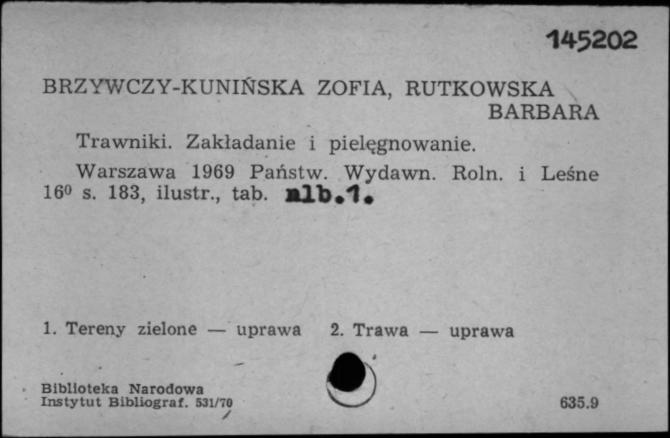 145202
BRZYWCZY-KUNIŃSKA ZOFIA, RUTKOWSKA
BARBARA
Trawniki. Zakładanie i pielęgnowanie.
Warszawa 1969 Państw. Wydawn. Roln. i Leśne
16⁰ s. 183, ilustr., tab. nlb.1.
1. Tereny zielone — uprawa 2. Trawa — uprawa
Biblioteka Narodowa
Instytut Bibliograf. 531/70
635.9